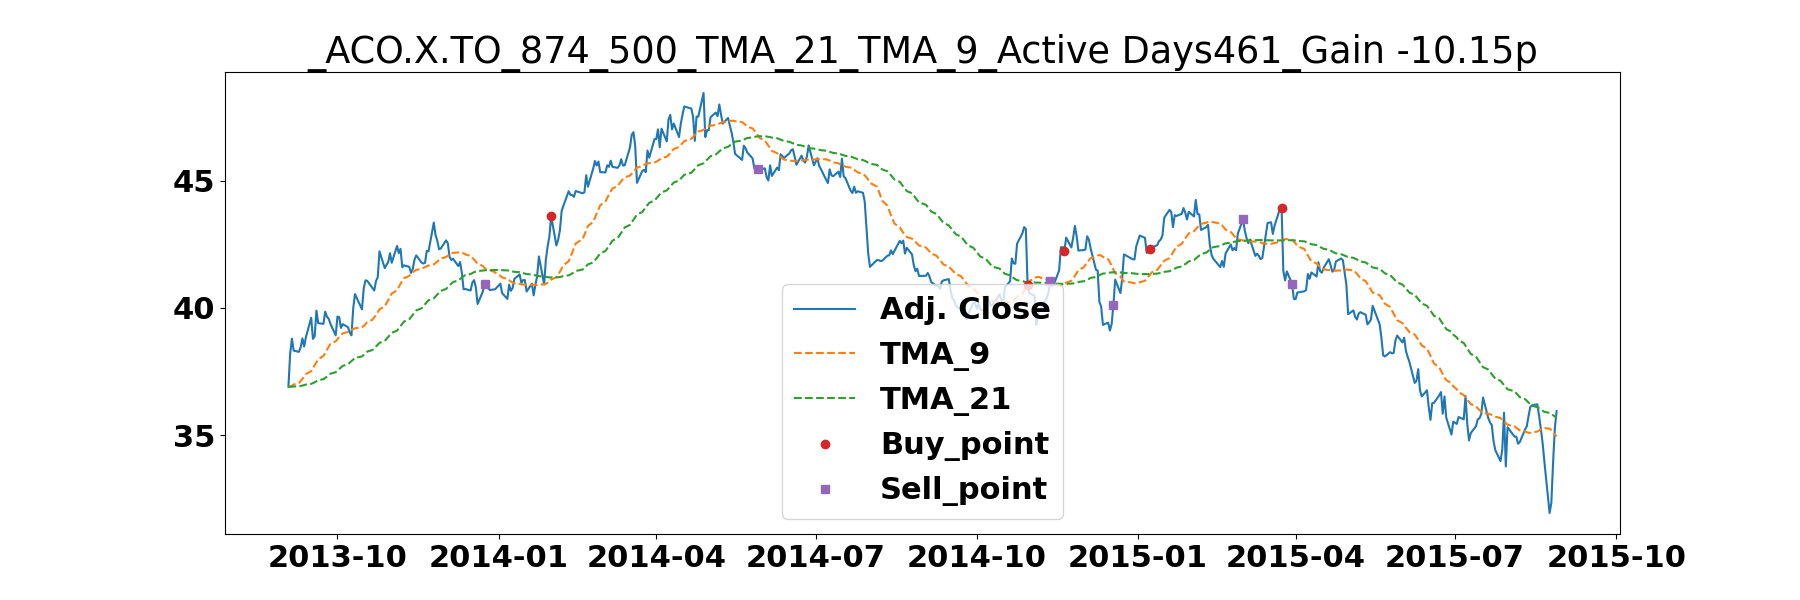 _ACO.X.TO_874_500_TMA_21_TMA_9_Active Days461_Gain -10.15p
45
40
35
Adj. Close
TMA_9
TMA_21
Buy_point
Sell_point
2013-10 2014-01 2014-04 2014-07 2014-10 2015-01 2015-04 2015-07 2015-10